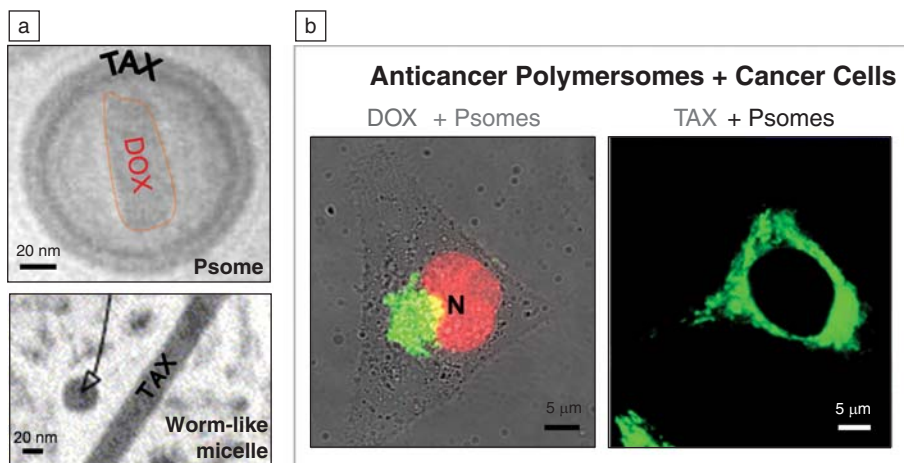 a
TAX
DOX
20 nm
Psome
TAX
20 nm
Worm-like
micelle
b
Anticancer Polymersomes + Cancer Cells
DOX + Psomes
TAX + Psomes
N
5 μm
5 μm